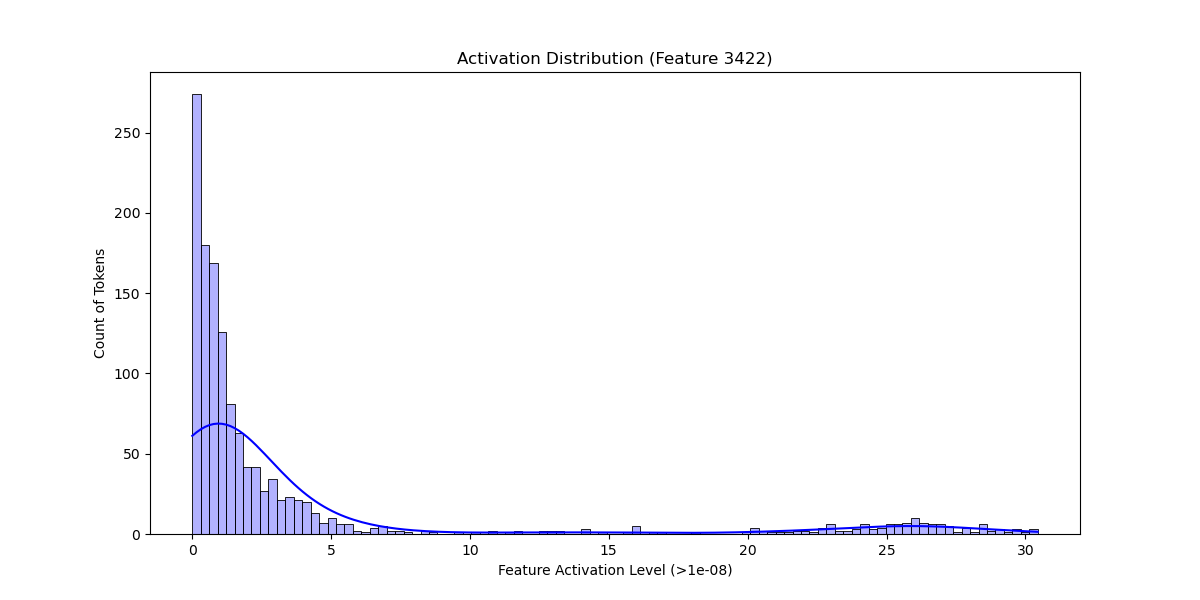 Activation Distribution (Feature 3422)
Count of Tokens
250
200
150
100
50
0
0 5 10 15 20 25 30
Feature Activation Level (>1e-08)